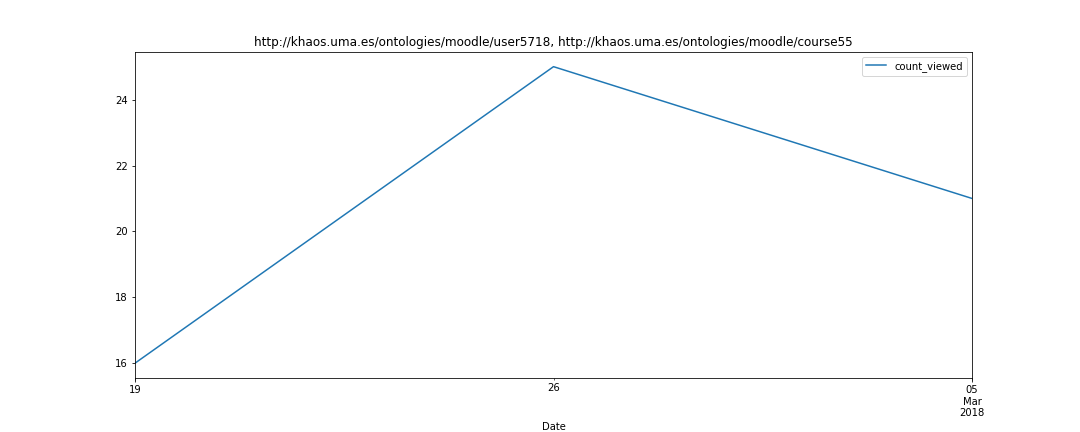 http://khaos.uma.es/ontologies/moodle/user5718, http://khaos.uma.es/ontologies/moodle/course55
count_viewed
24
22
20
18
16
19
26
05
Mar
2018
Date